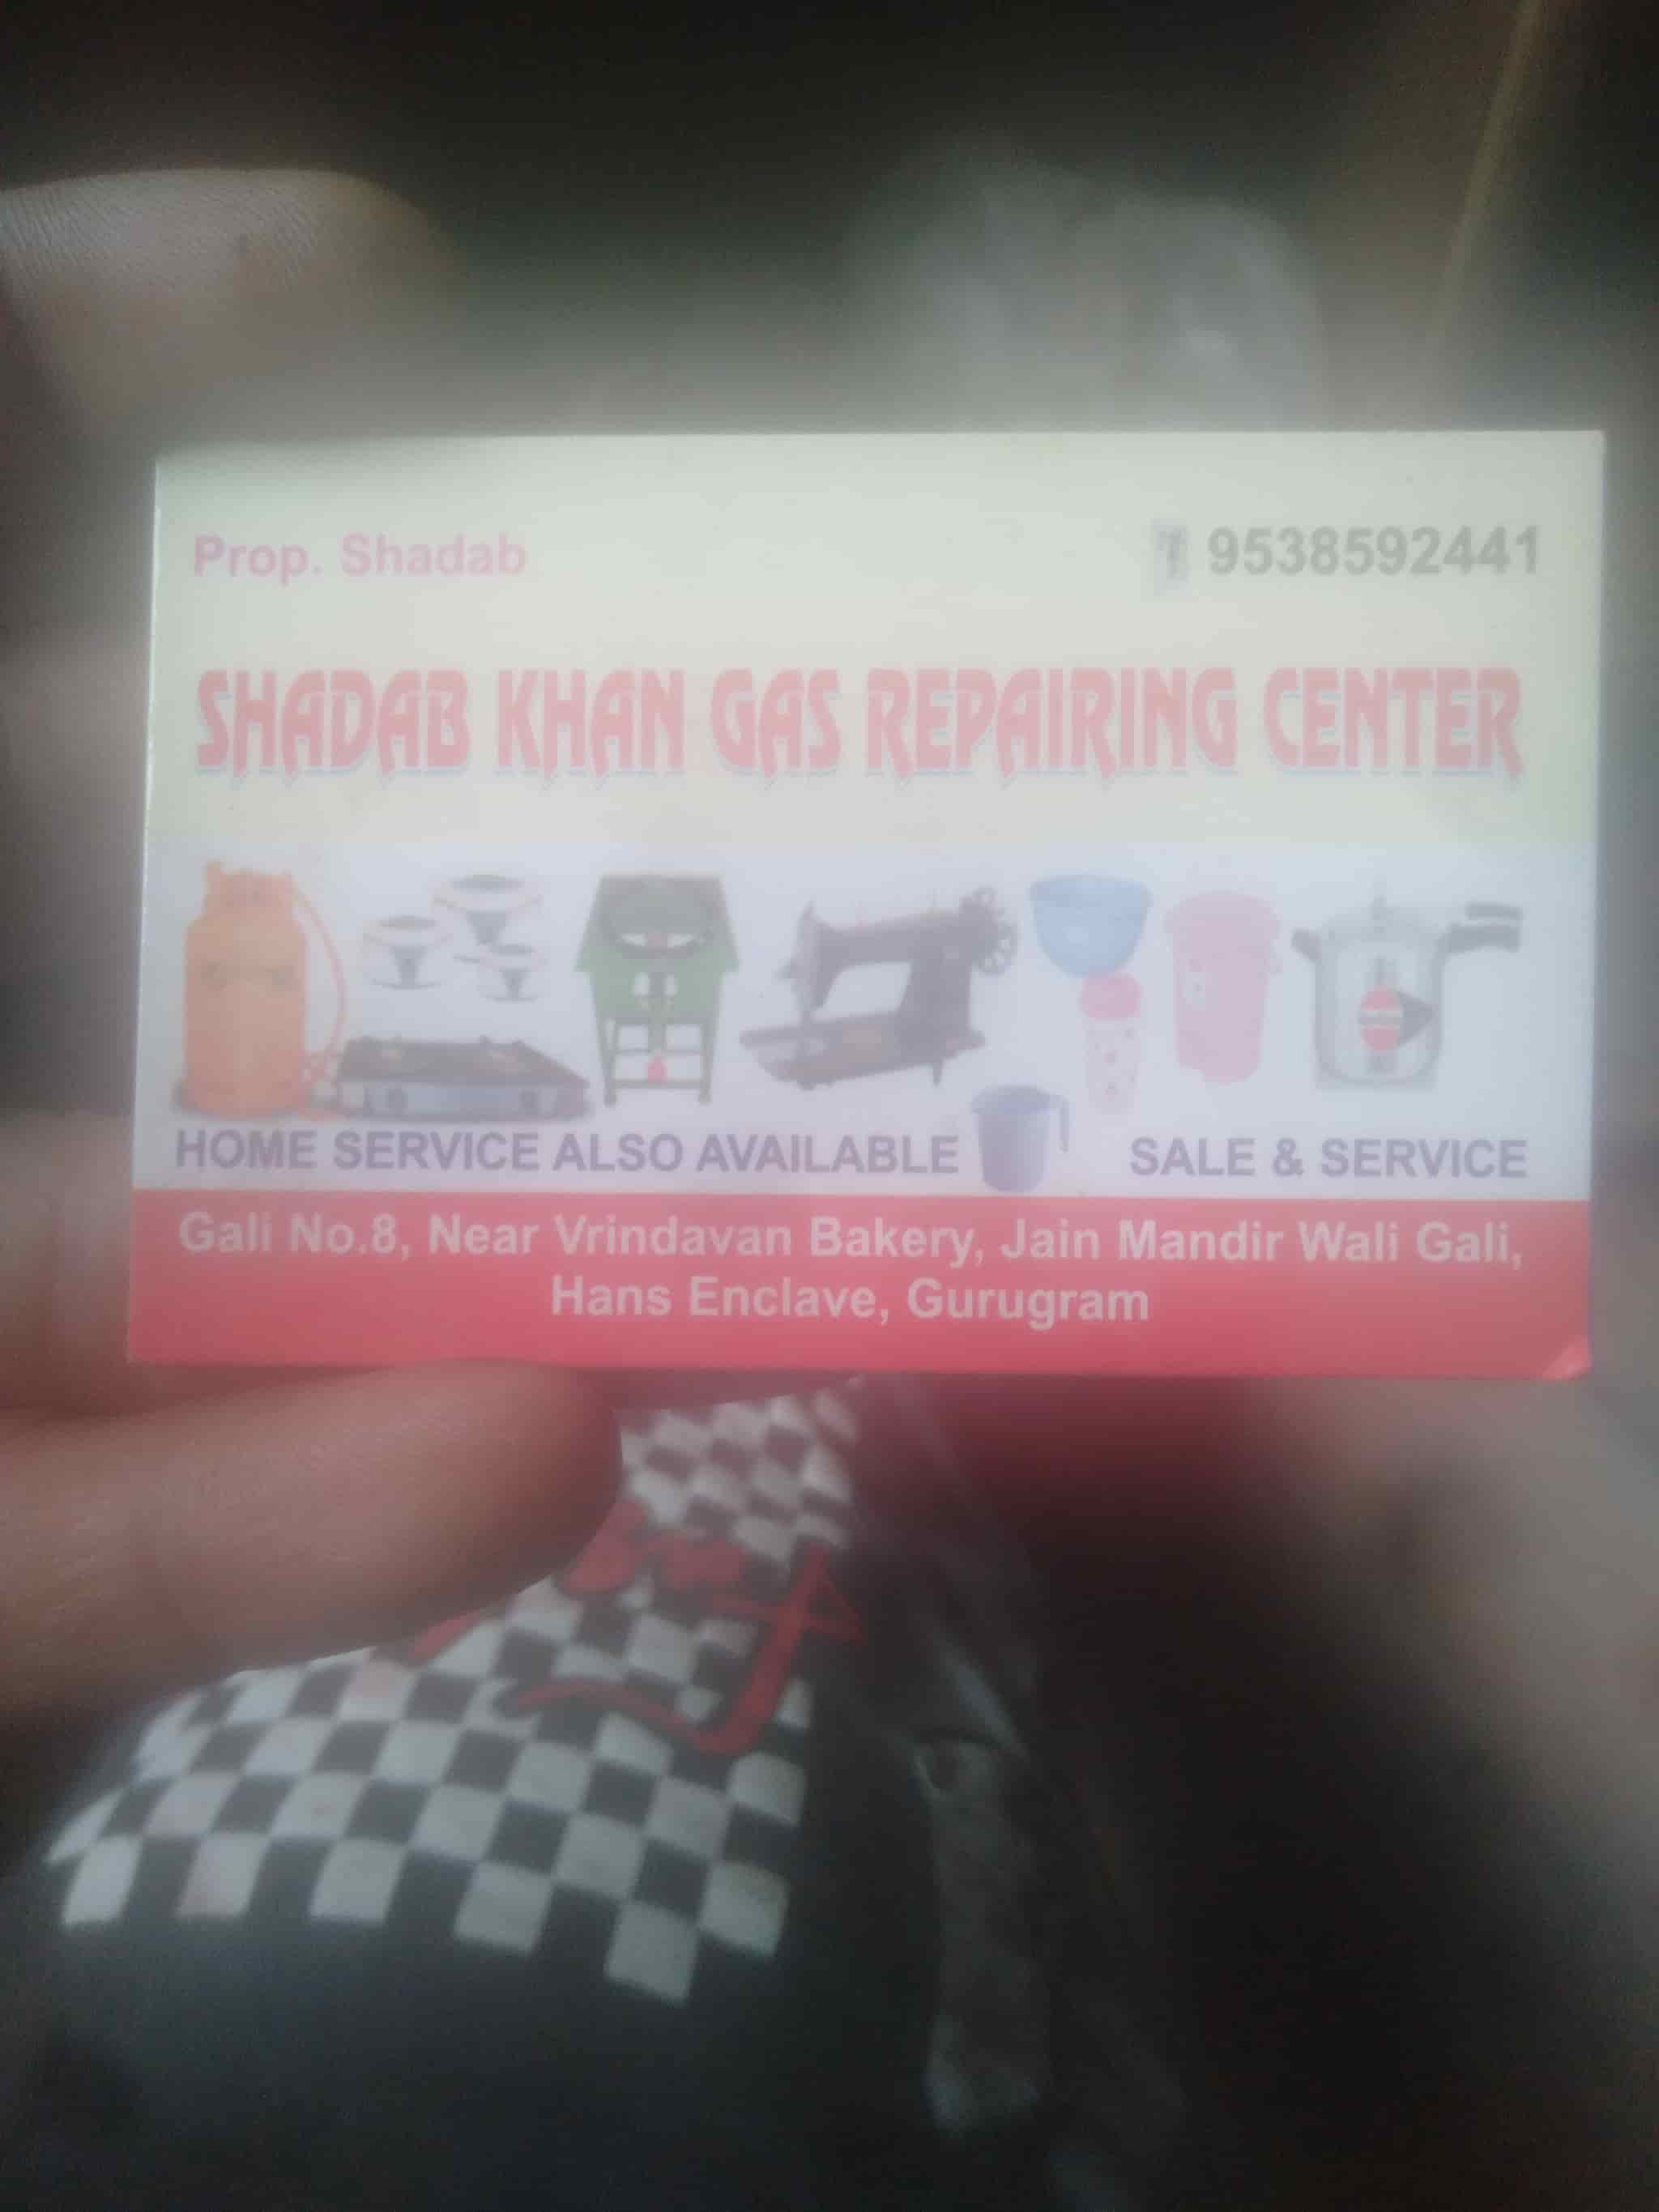 Prop. Shadab
9538592441
SHADAB KHAN GAS REPAIRING CENTER
HOME SERVICE ALSO AVAILABLE
SALE & SERVICE
Gali No.8, Near Vrindavan Bakery, Jain Mandir Wali Gali,
Hans Enclave, Gurugram